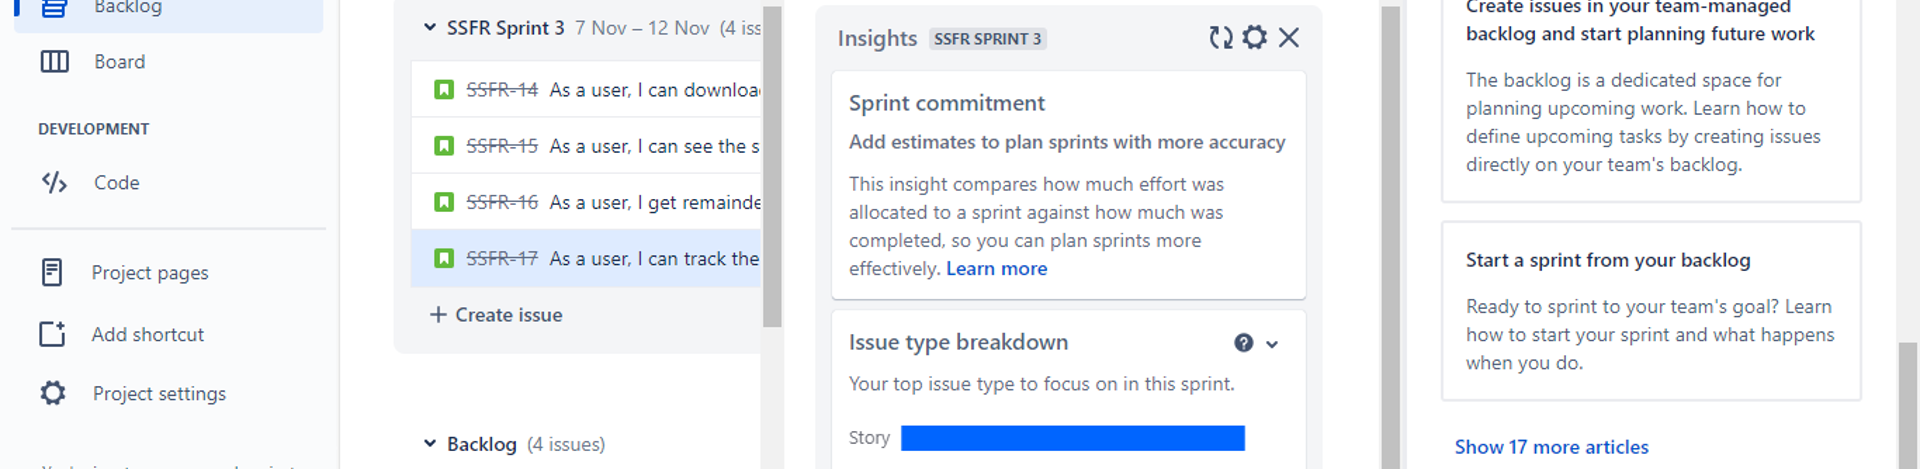 Backlog
Board
DEVELOPMENT
Code
Project pages
Add shortcut
Project settings
SSFR Sprint 3 7 Nov – 12 Nov (4 iss
SSFR-14 As a user, I can downloa
SSFR-15 As a user, I can see the s
SSFR-16 As a user, I get remainde
SSFR-17 As a user, I can track the
+ Create issue
Backlog (4 issues)
Insights SSFR SPRINT 3
Sprint commitment
Add estimates to plan sprints with more accuracy
This insight compares how much effort was
allocated to a sprint against how much was
completed, so you can plan sprints more
effectively. Learn more
Issue type breakdown
Your top issue type to focus on in this sprint.
Story
Create issues in your team-managed
backlog and start planning future work
The backlog is a dedicated space for
planning upcoming work. Learn how to
define upcoming tasks by creating issues
directly on your team's backlog.
Start a sprint from your backlog
Ready to sprint to your team's goal? Learn
how to start your sprint and what happens
when you do.
Show 17 more articles